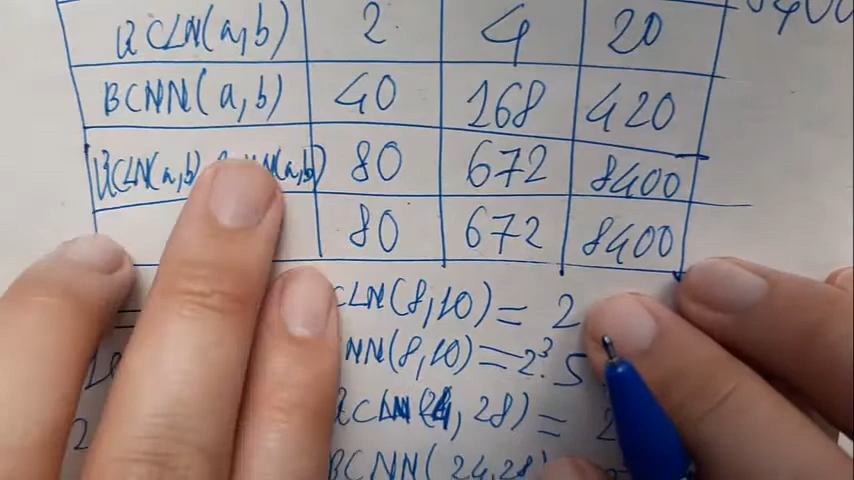 ƯCLN(a,b) 2 4 20
BCNN(a,b) 40 168 420
ƯCLN(a,b) (a,b) 80 672 8400
80 672 8400
CLN(8,10) = 2
NN(8,10) = 2³.5
CLN(24,28) =
BCNN(24,28)